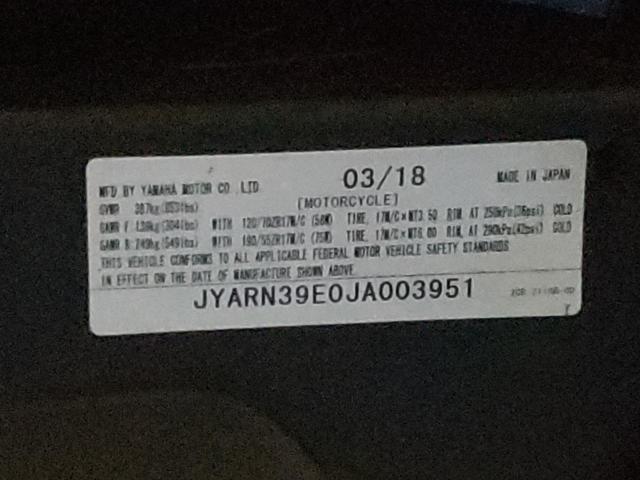 MFD BY YAMAHA MOTOR CO.,LTD. 03/18 MADE IN JAPAN
[MOTORCYCLE]
GVWR 387kg(853lbs)
GAWR F 138kg(304lbs) WITH 120/70ZR17M/C (58W) TIRE, 17M/C×MT3.50 RIM, AT 250kPa(36psi) COLD
GAWR R 249kg(549lbs) WITH 190/55ZR17M/C (75W) TIRE, 17M/C×MT6.00 RIM, AT 290kPa(42psi) COLD
THIS VEHICLE CONFORMS TO ALL APPLICABLE FEDERAL MOTOR VEHICLE SAFETY STANDARDS
IN EFFECT ON THE DATE OF MANUFACTURE SHOWN ABOVE.
JYARN39E0JA003951